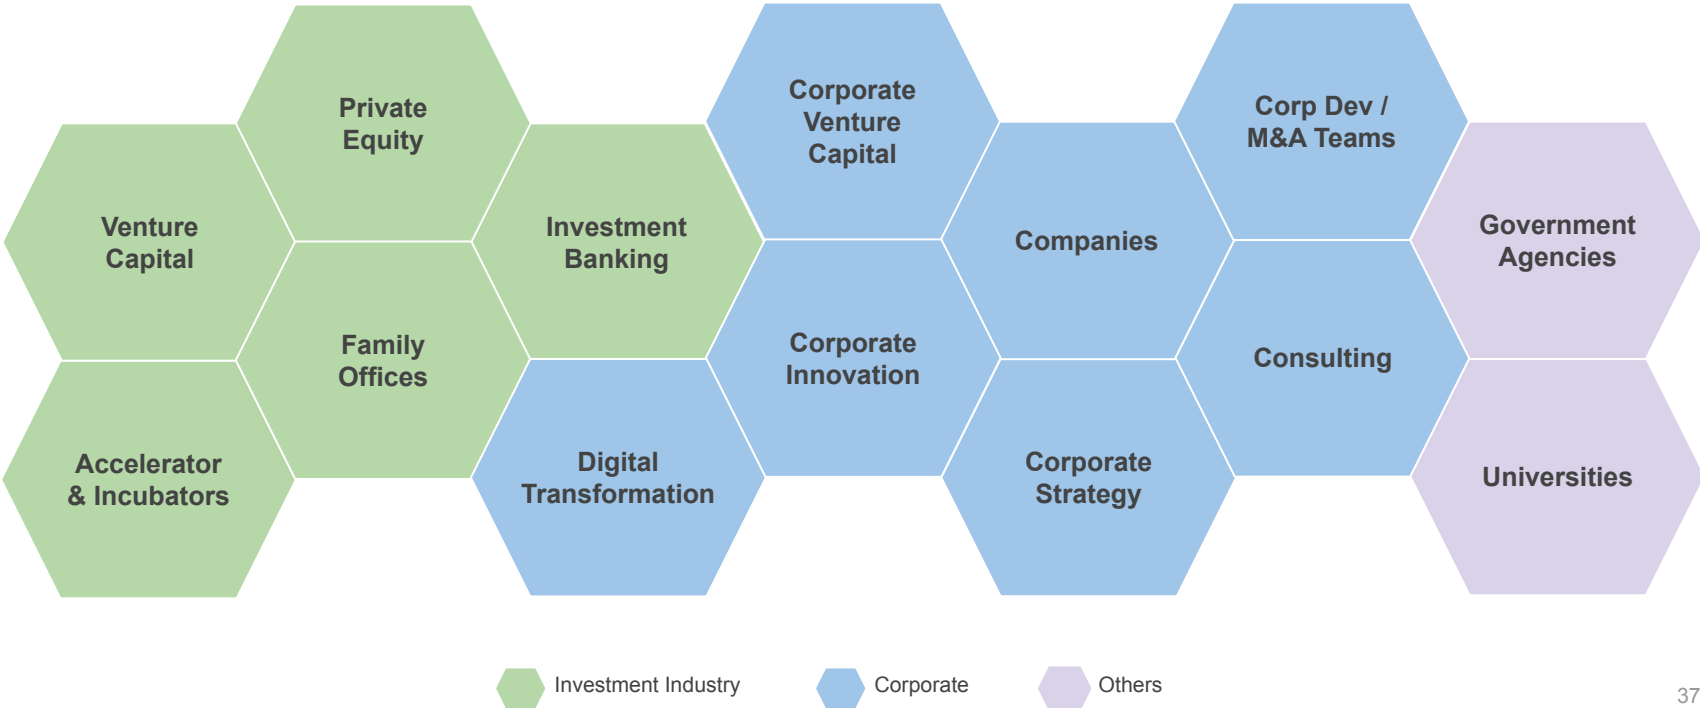 Private
Equity
Corporate
Venture
Capital
Corp Dev /
M&A Teams
Venture
Capital
Investment
Banking
Companies
Government
Agencies
Family
Offices
Corporate
Innovation
Consulting
Accelerator
& Incubators
Digital
Transformation
Corporate
Strategy
Universities
Investment Industry
Corporate
Others
37